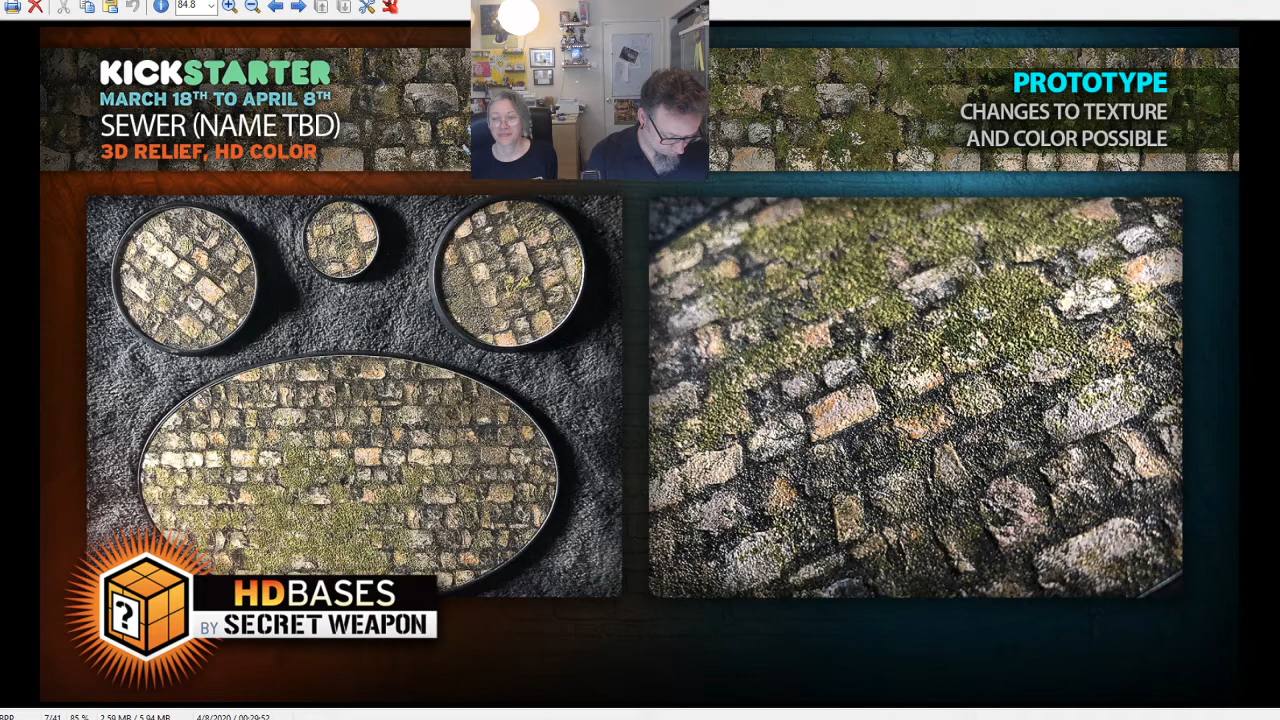 84.8
KICKSTARTER
MARCH 18TH TO APRIL 8TH
SEWER (NAME TBD)
3D RELIEF, HD COLOR
PROTOTYPE
CHANGES TO TEXTURE
AND COLOR POSSIBLE
?
HDBASES
BY SECRET WEAPON
BPP 7/41 85 % 2.59 MB / 5.94 MB 4/8/2020 / 00:29:52